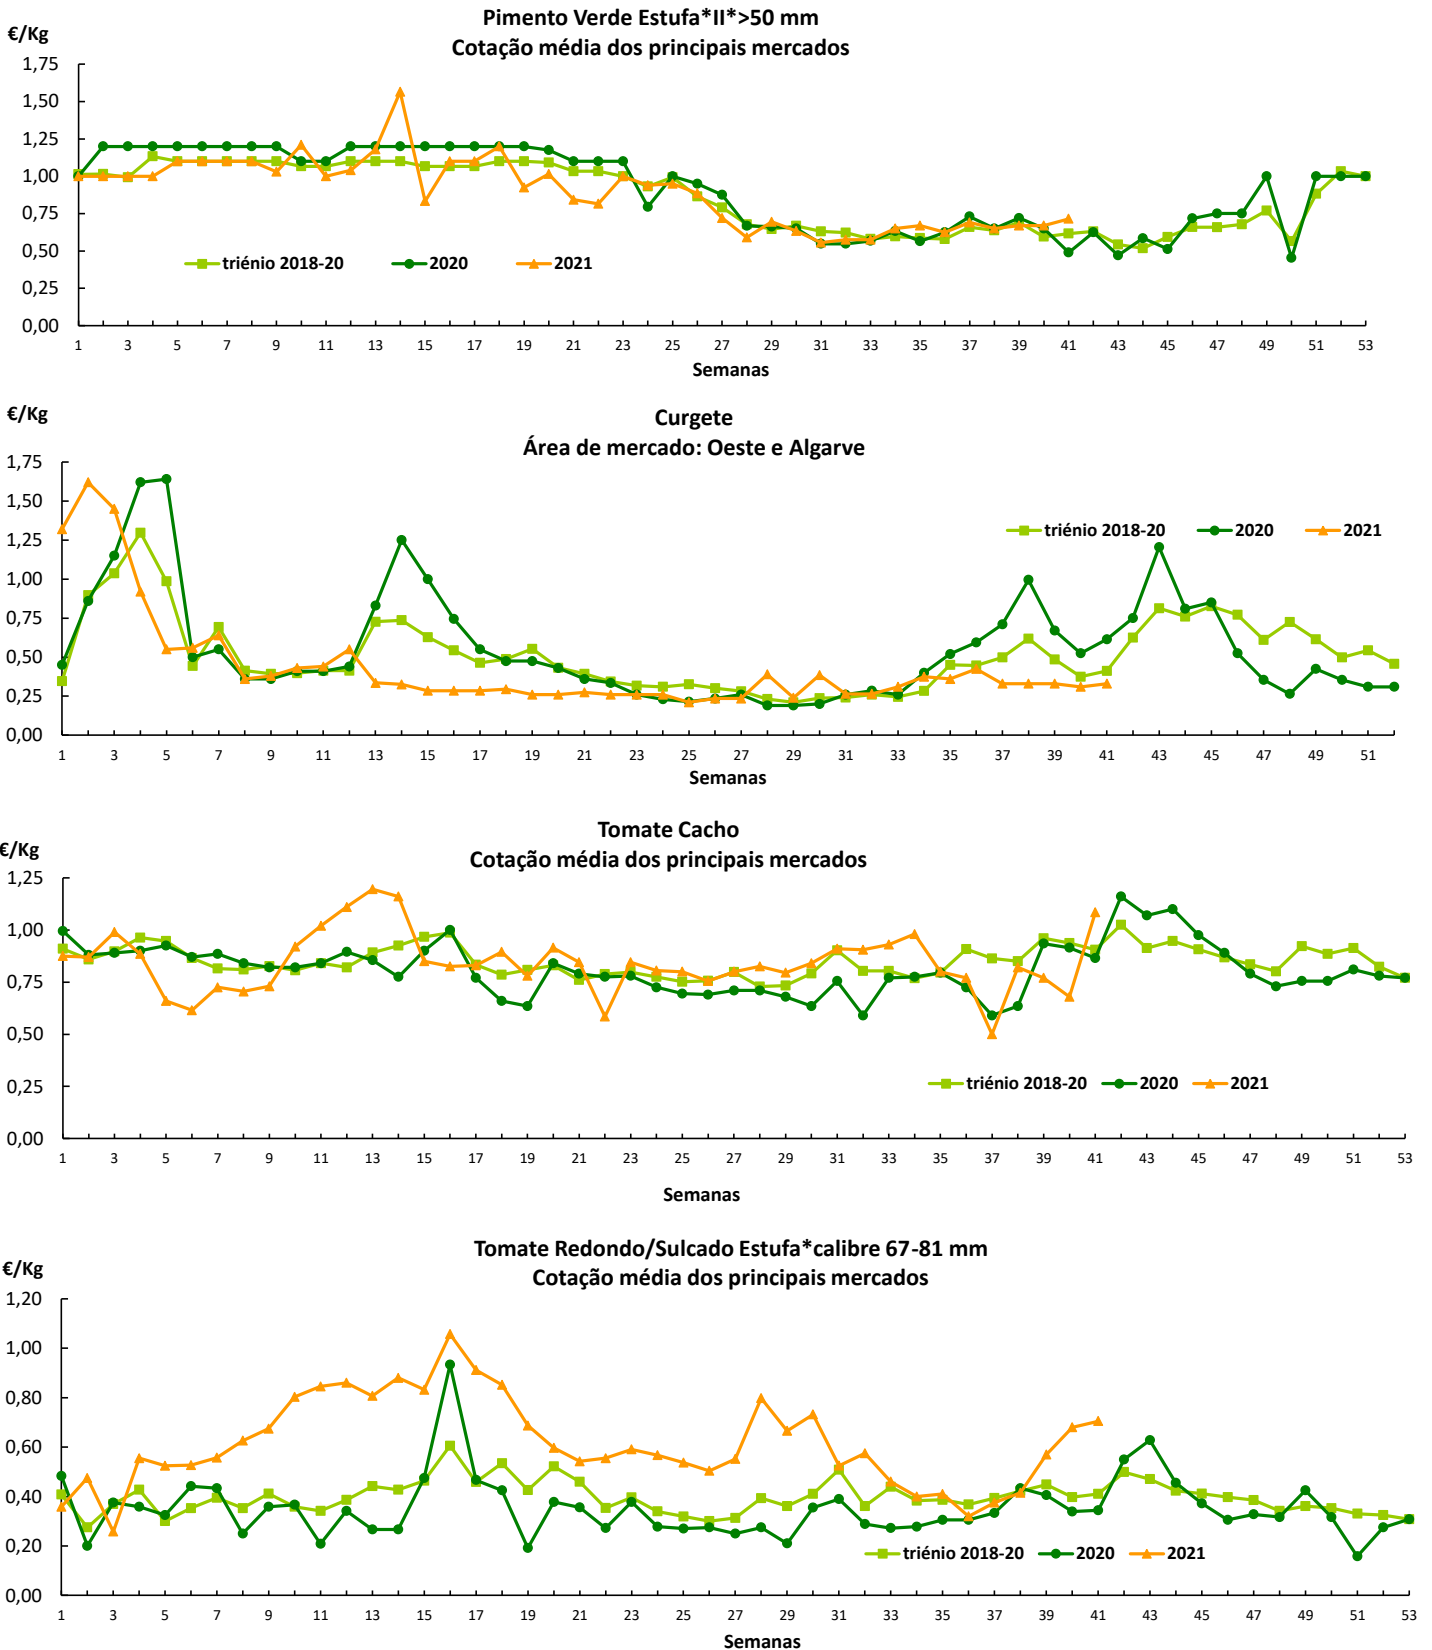 Pimento Verde Estufa*II*>50 mm
€/Kg
Cotação média dos principais mercados
1,75
1,50
1,25
1,00
0,75
0,50
triénio 2018-20 2020 2021
0,25
0,00
1 3 5 7 9 11 13 15 17 19 21 23 25 27 29 31 33 35 37 39 41 43 45 47 49 51 53
Semanas
€/Kg
Curgete
Área de mercado: Oeste e Algarve
1,75
1,50
triénio 2018-20 2020 2021
1,25
1,00
0,75
0,50
0,25
0,00
1 3 5 7 9 11 13 15 17 19 21 23 25 27 29 31 33 35 37 39 41 43 45 47 49 51
Semanas
Tomate Cacho
€/Kg
Cotação média dos principais mercados
1,25
1,00
0,75
0,50
triénio 2018-20 2020 2021
0,25
0,00
1 3 5 7 9 11 13 15 17 19 21 23 25 27 29 31 33 35 37 39 41 43 45 47 49 51 53
Semanas
Tomate Redondo/Sulcado Estufa*calibre 67-81 mm
€/Kg
Cotação média dos principais mercados
1,20
1,00
0,80
0,60
0,40
0,20
triénio 2018-20 2020 2021
0,00
1 3 5 7 9 11 13 15 17 19 21 23 25 27 29 31 33 35 37 39 41 43 45 47 49 51 53
Semanas